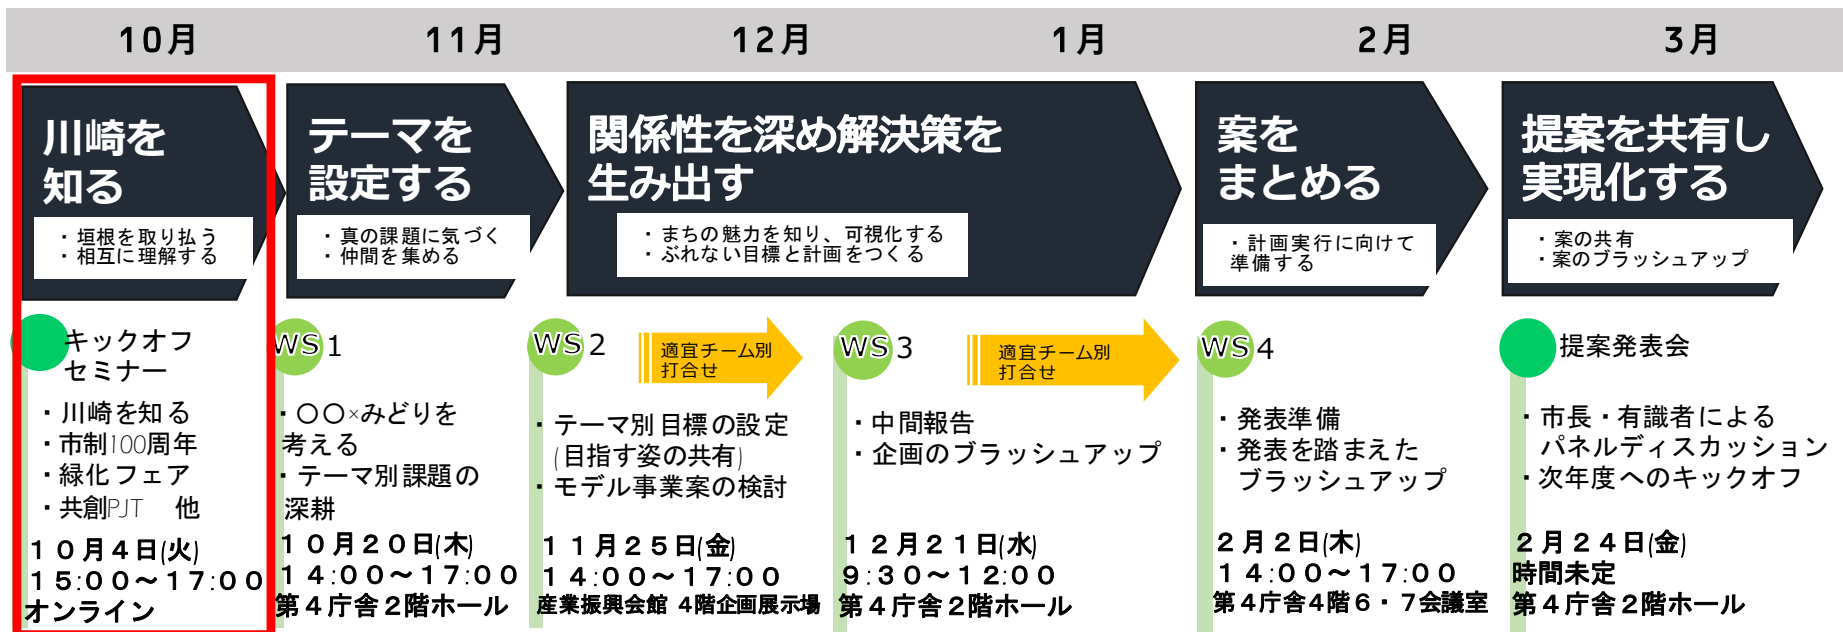 10月
11月
12月
1月
2月
3月
川崎を
知る
・垣根を取り払う
・相互に理解する
テーマを
設定する
・真の課題に気づく
・仲間を集める
関係性を深め解決策を
生み出す
・まちの魅力を知り、可視化する
・ぶれない目標と計画をつくる
案を
まとめる
・計画実行に向けて
準備する
提案を共有し
実現化する
・案の共有
・案のブラッシュアップ
キックオフ
セミナー
・川崎を知る
・市制100周年
・緑化フェア
・共創PJT　他
１０月４日(火)
１５:００～１７:００
オンライン
WS１
・〇〇×みどりを
考える
・テーマ別課題の
深耕
１０月２０日(木)
１４:００～１７:００
第４庁舎２階ホール
WS２
・テーマ別目標の設定
(目指す姿の共有)
・モデル事業案の検討
１１月２５日(金)
１４:００～１７:００
産業振興会館 ４階企画展示場
適宜チーム別
打合せ
WS３
・中間報告
・企画のブラッシュアップ
１２月２１日(水)
９:３０～１２:００
第４庁舎２階ホール
適宜チーム別
打合せ
WS４
・発表準備
・発表を踏まえた
ブラッシュアップ
２月２日(木)
１４:００～１７:００
第４庁舎４階６・７会議室
提案発表会
・市長・有識者による
パネルディスカッション
・次年度へのキックオフ
２月２４日(金)
時間未定
第４庁舎２階ホール